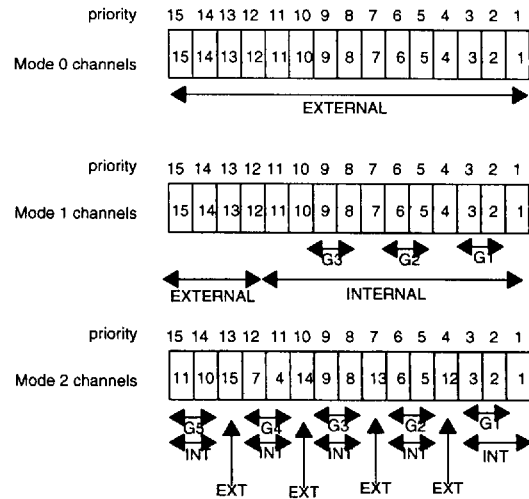 priority 15 14 13 12 11 10 9 8 7 6 5 4 3 2 1
Mode 0 channels 15 14 13 12 11 10 9 8 7 6 5 4 3 2 1
EXTERNAL
priority 15 14 13 12 11 10 9 8 7 6 5 4 3 2 1
Mode 1 channels 15 14 13 12 11 10 9 8 7 6 5 4 3 2 1
G3 G2 G1
EXTERNAL INTERNAL
priority 15 14 13 12 11 10 9 8 7 6 5 4 3 2 1
Mode 2 channels 11 10 15 7 4 14 9 8 13 6 5 12 3 2 1
G5 G4 G3 G2 G1
INT INT INT INT INT
EXT EXT EXT EXT